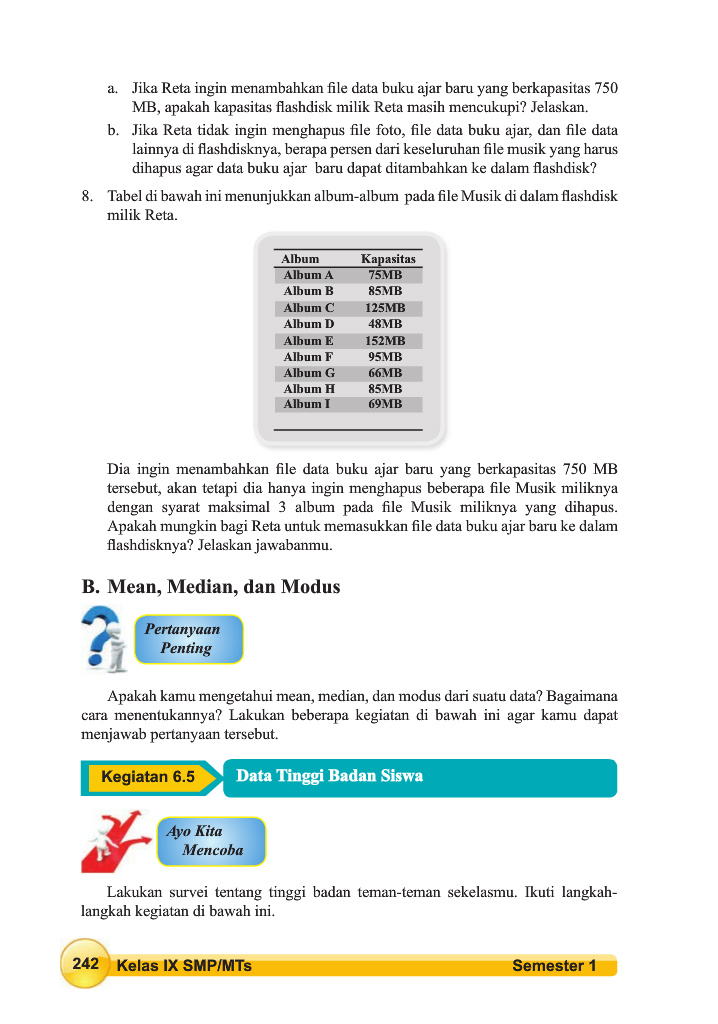 a. Jika Reta ingin menambahkan file data buku ajar baru yang berkapasitas 750
MB, apakah kapasitas flashdisk milik Reta masih mencukupi? Jelaskan.
b. Jika Reta tidak ingin menghapus file foto, file data buku ajar, dan file data
lainnya di flashdisknya, berapa persen dari keseluruhan file musik yang harus
dihapus agar data buku ajar baru dapat ditambahkan ke dalam flashdisk?
8. Tabel di bawah ini menunjukkan album-album pada file Musik di dalam flashdisk
milik Reta.
Album Kapasitas
Album A 75MB
Album B 85MB
Album C 125MB
Album D 48MB
Album E 152MB
Album F 95MB
Album G 66MB
Album H 85MB
Album I 69MB
Dia ingin menambahkan file data buku ajar baru yang berkapasitas 750 MB
tersebut, akan tetapi dia hanya ingin menghapus beberapa file Musik miliknya
dengan syarat maksimal 3 album pada file Musik miliknya yang dihapus.
Apakah mungkin bagi Reta untuk memasukkan file data buku ajar baru ke dalam
flashdisknya? Jelaskan jawabanmu.
B. Mean, Median, dan Modus
Pertanyaan
Penting
Apakah kamu mengetahui mean, median, dan modus dari suatu data? Bagaimana
cara menentukannya? Lakukan beberapa kegiatan di bawah ini agar kamu dapat
menjawab pertanyaan tersebut.
Kegiatan 6.5 Data Tinggi Badan Siswa
Ayo Kita
Mencoba
Lakukan survei tentang tinggi badan teman-teman sekelasmu. Ikuti langkah-
langkah kegiatan di bawah ini.
242 Kelas IX SMP/MTs Semester 1